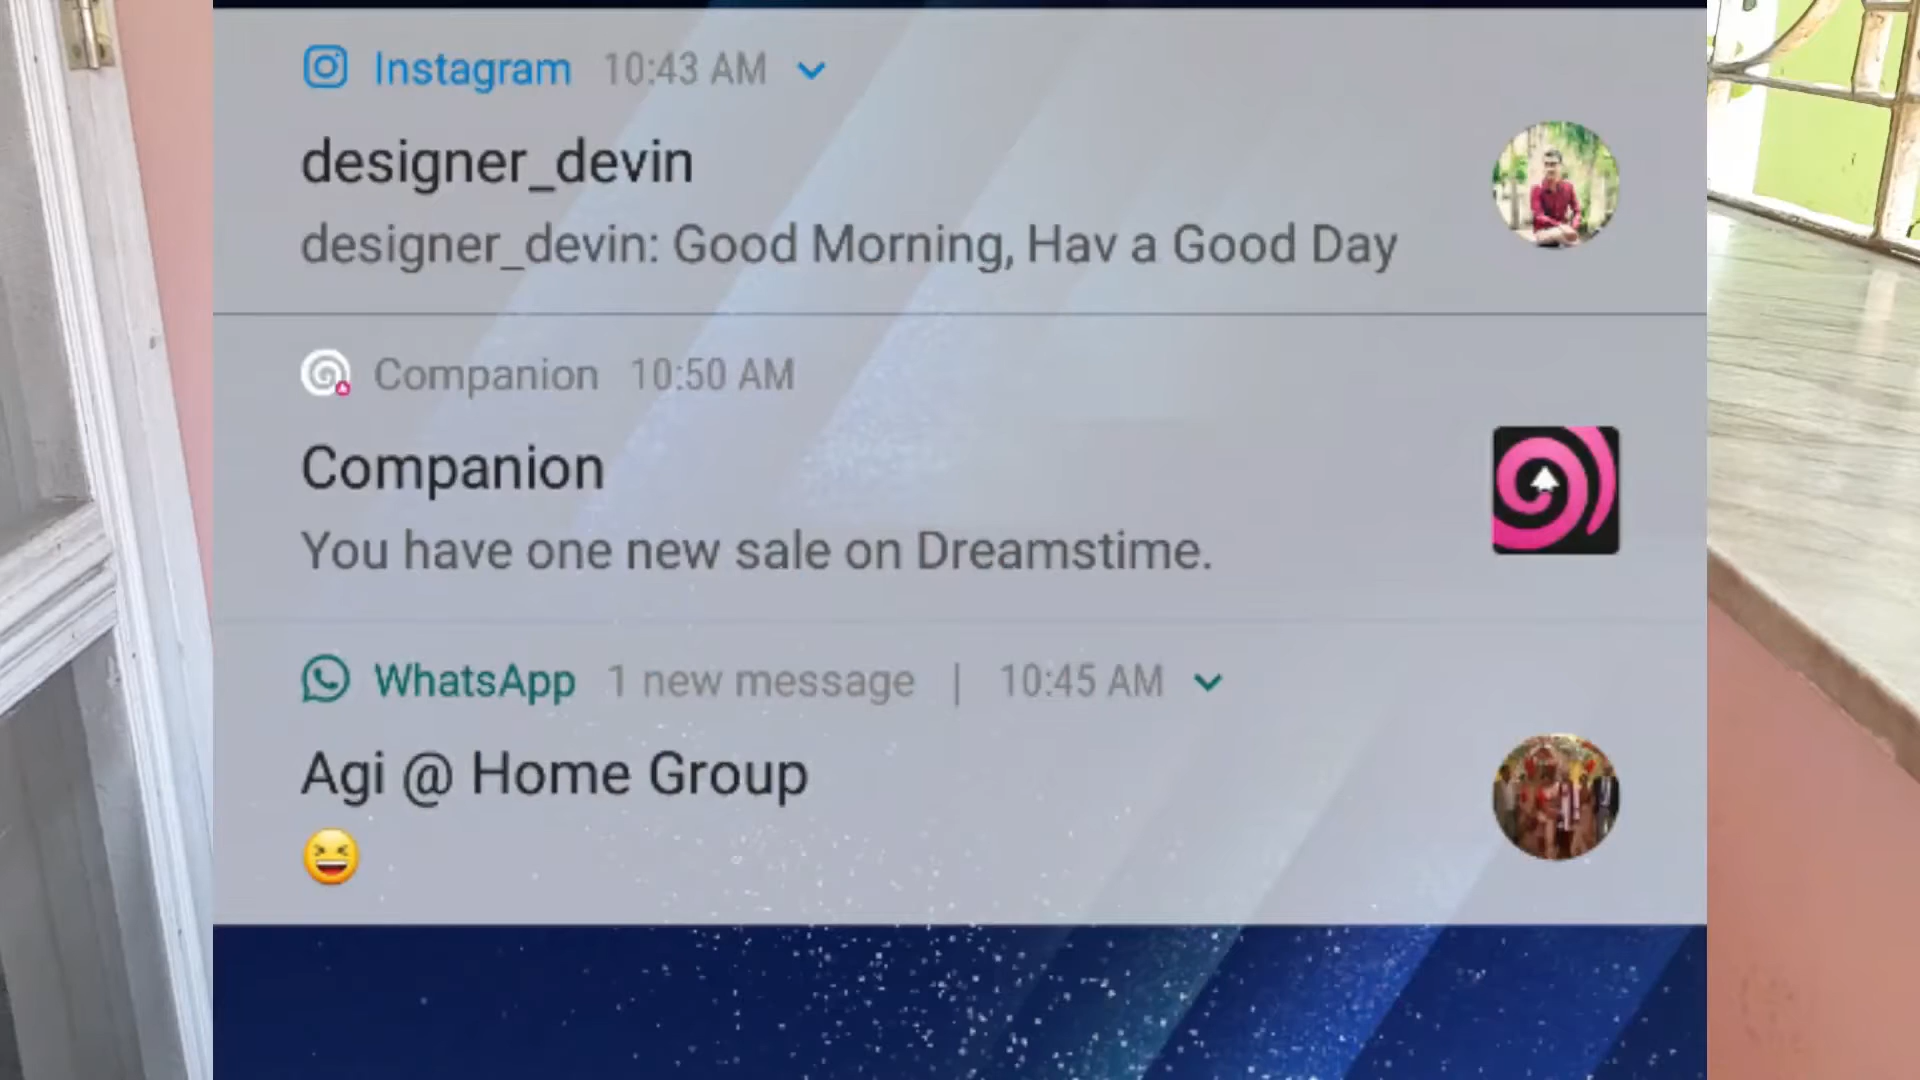 Instagram 10:43 AM
designer_devin
designer_devin: Good Morning, Hav a Good Day
Companion 10:50 AM
Companion
You have one new sale on Dreamstime.
WhatsApp 1 new message | 10:45 AM
Agi @ Home Group
😆